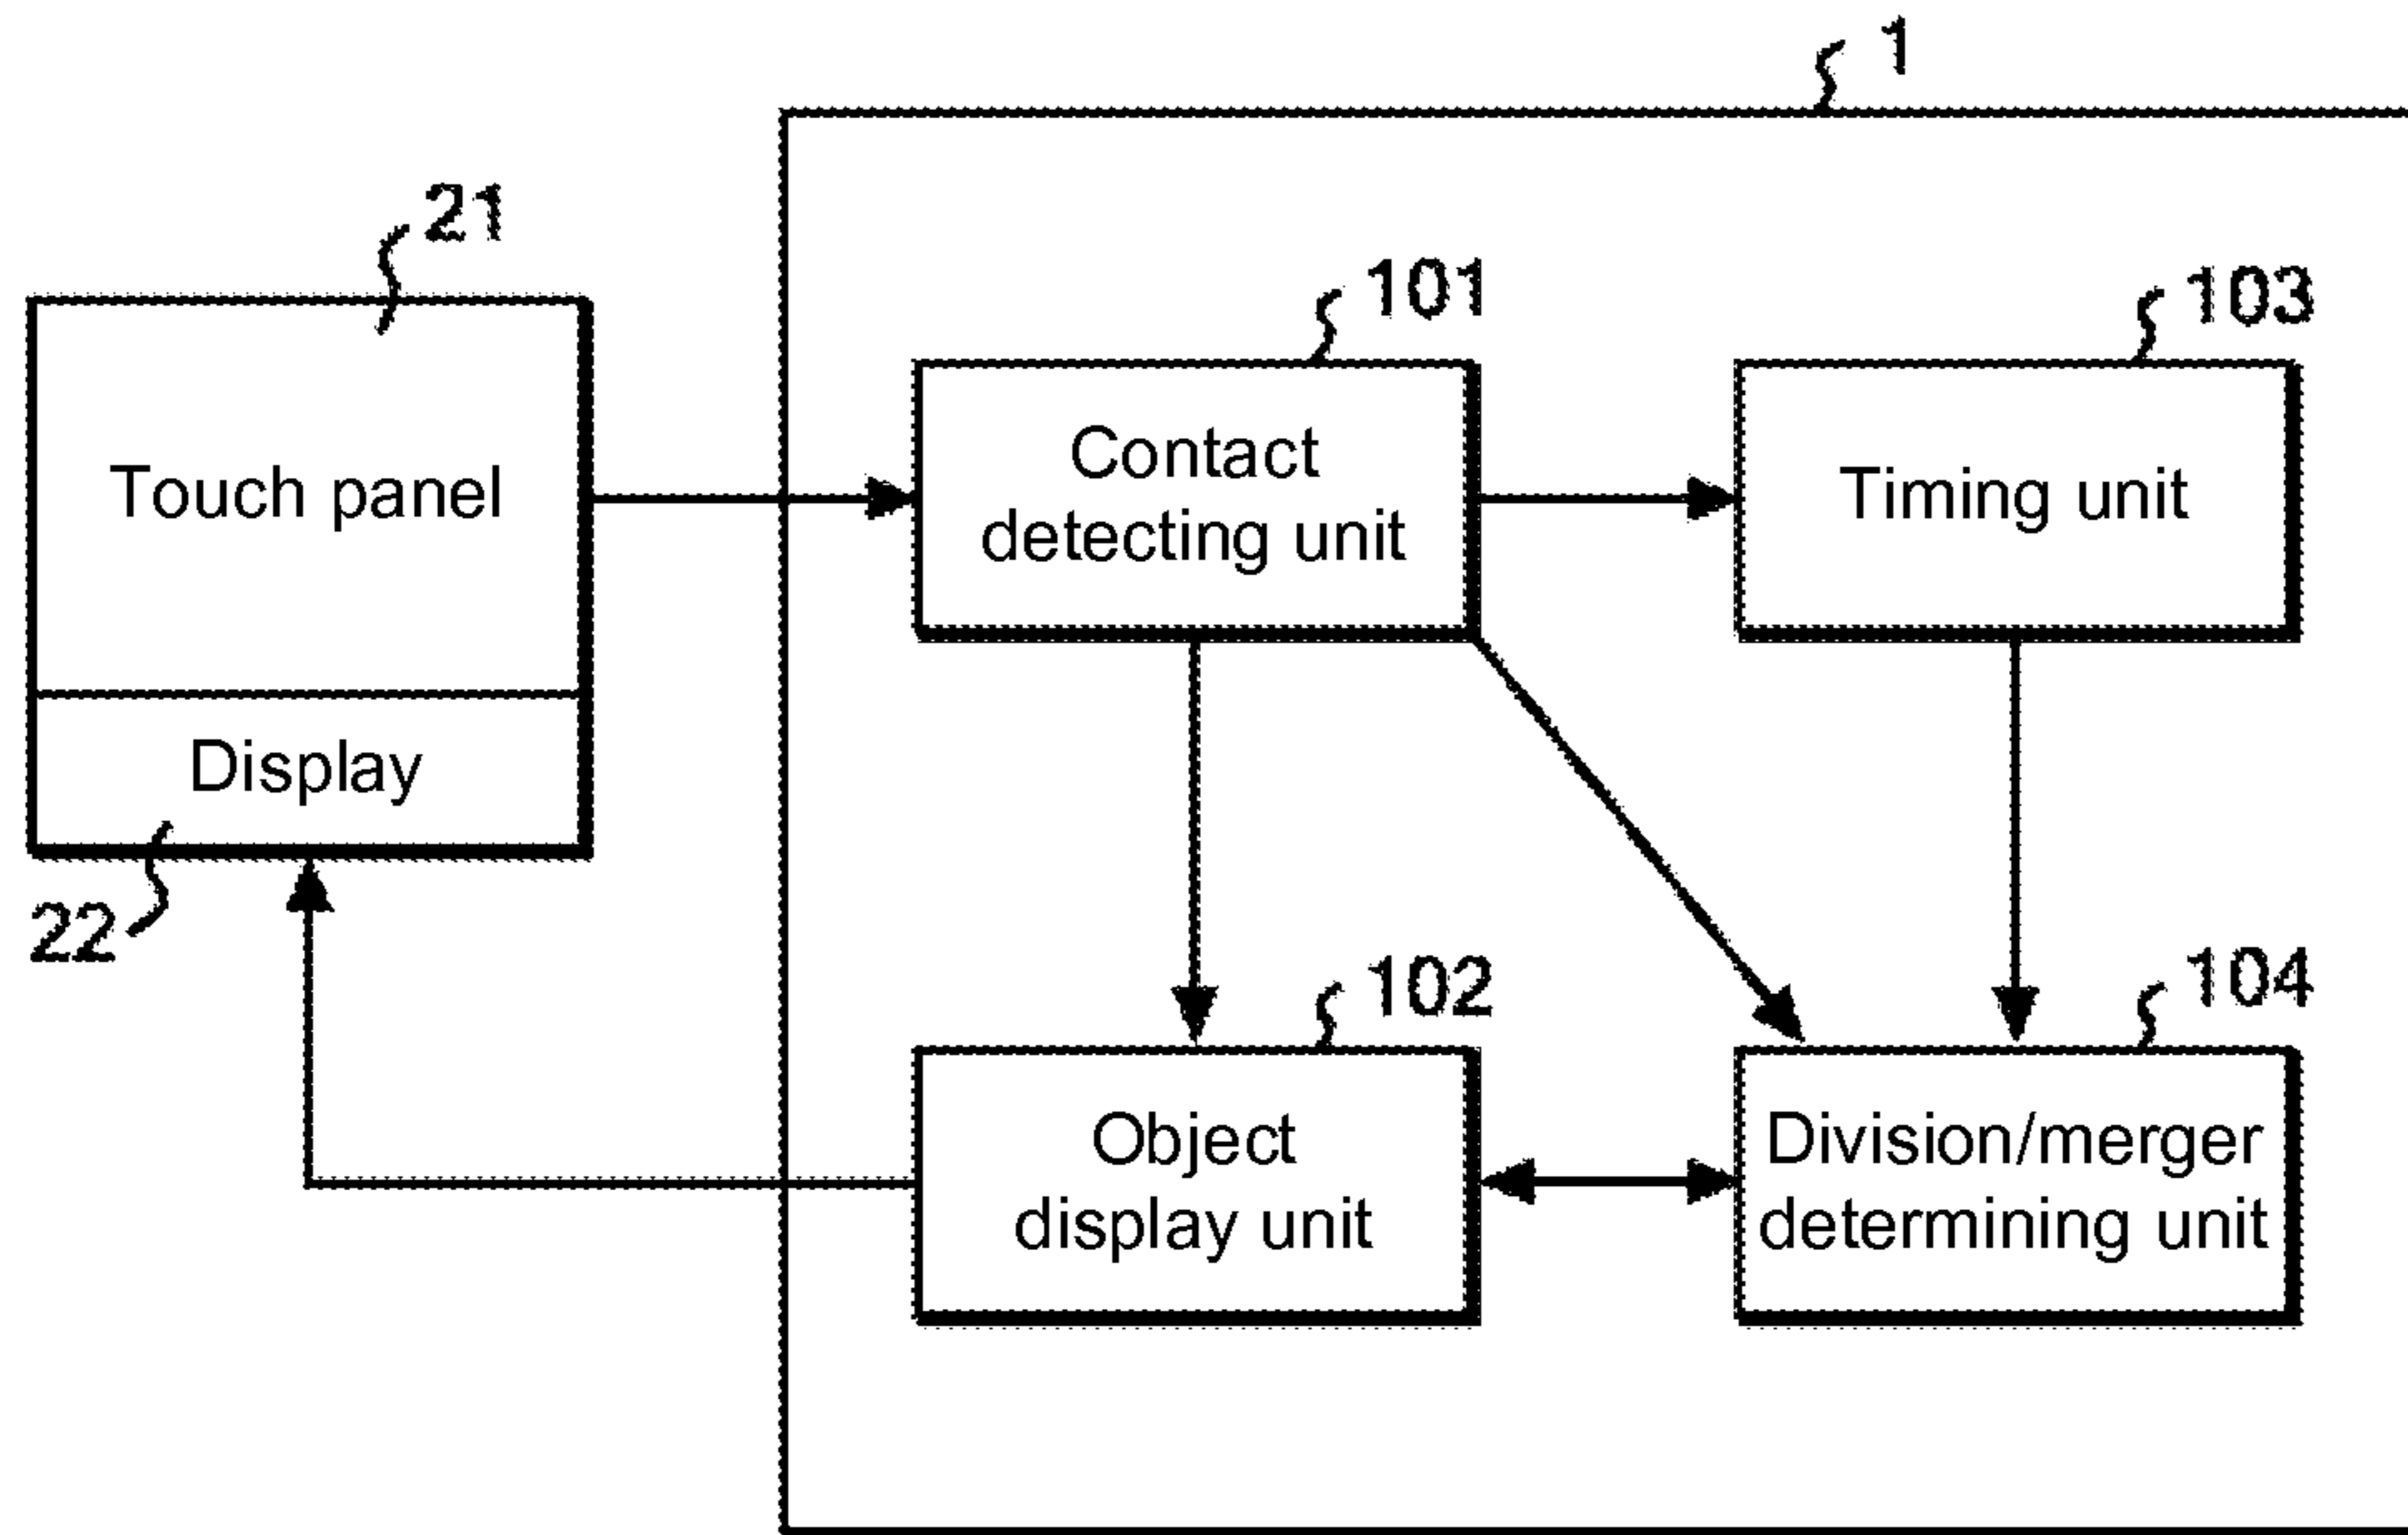 1
21
101
103
Touch panel
Contact
detecting unit
Timing unit
Display
22
102
104
Object
display unit
Division/merger
determining unit